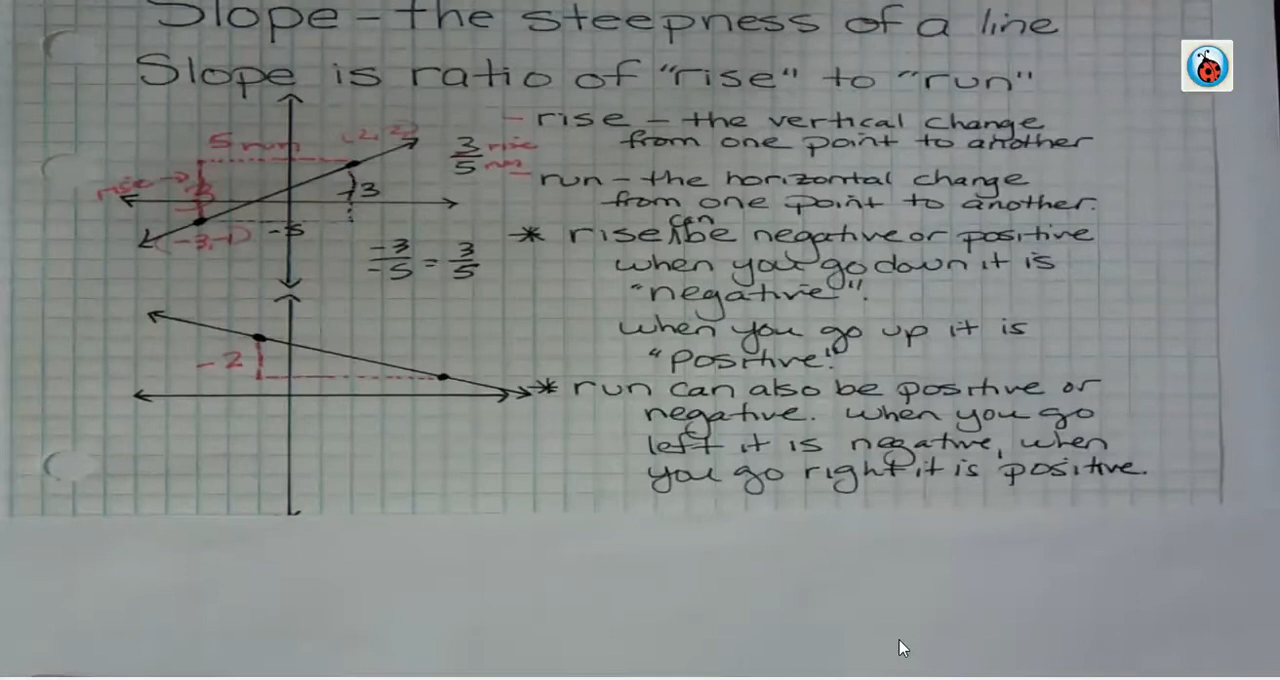 Slope - the steepness of a line
Slope is ratio of "rise" to "run"
- rise - the vertical change
from one point to another
- run - the horizontal change
from one point to another.
* rise can be negative or positive
when you go down it is
"negative".
when you go up it is
"positive".
* run can also be positive or
negative. When you go
left it is negative, when
you go right it is positive.
5 run
(2, 2)
3 rise
5 run
rise →
-3
(-3,-1)
-5
-3/-5 = 3/5
-2